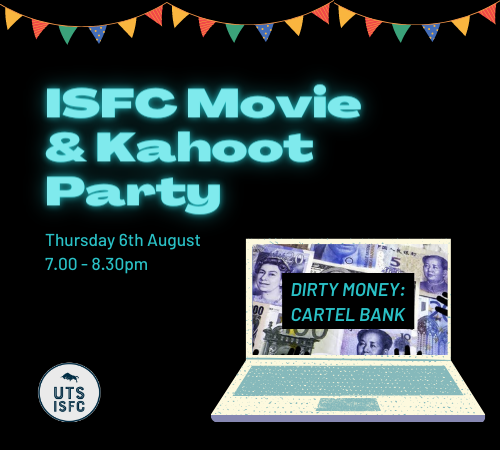 ISFC Movie
& Kahoot
Party
Thursday 6th August
7.00 - 8.30pm
DIRTY MONEY:
CARTEL BANK
UTS
ISFC